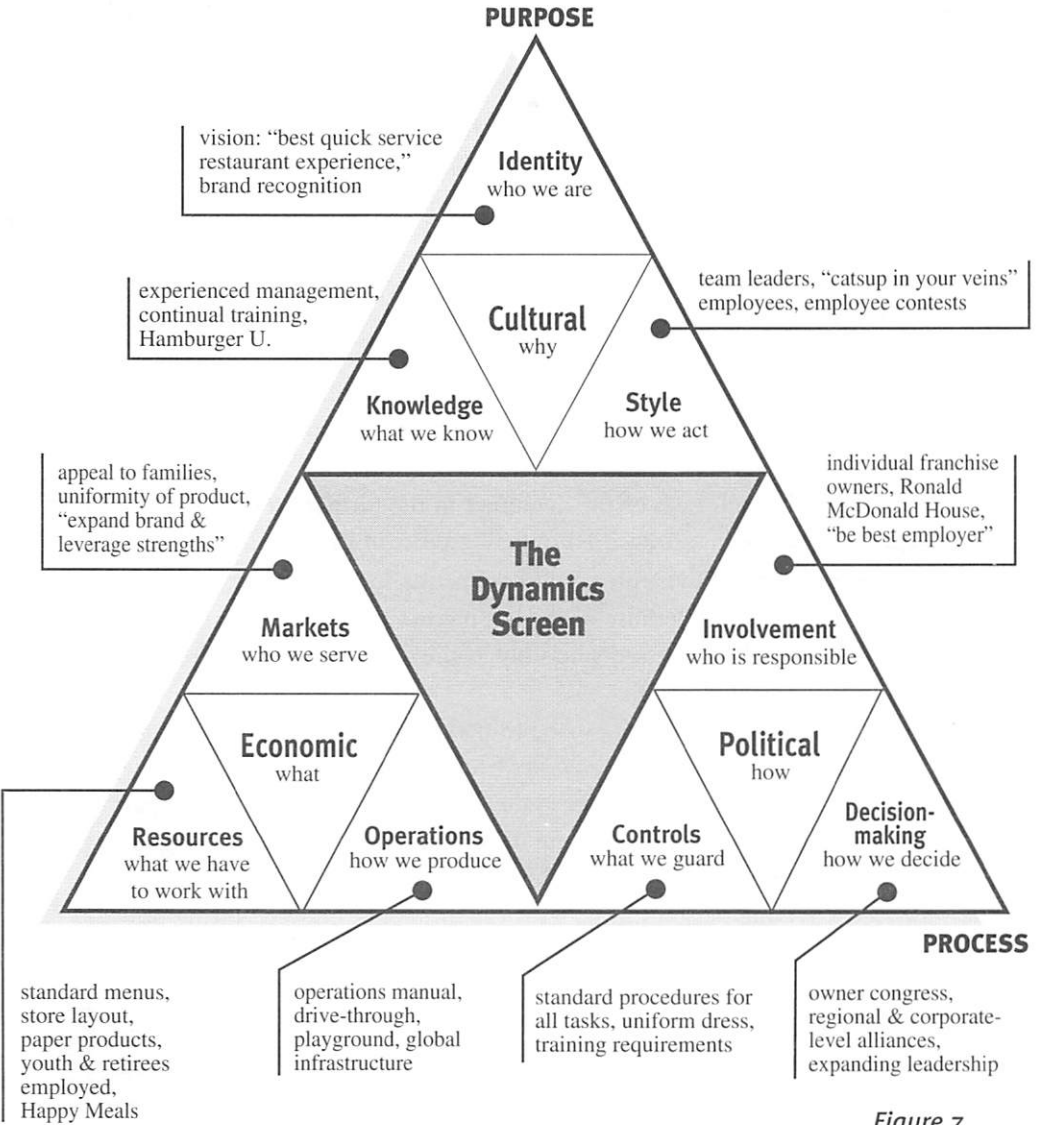 PURPOSE
vision: “best quick service
restaurant experience,”
brand recognition
Identity
who we are
experienced management,
continual training,
Hamburger U.
team leaders, “catsup in your veins”
employees, employee contests
Cultural
why
Knowledge
what we know
Style
how we act
appeal to families,
uniformity of product,
“expand brand &
leverage strengths”
individual franchise
owners, Ronald
McDonald House,
“be best employer”
The
Dynamics
Screen
Markets
who we serve
Involvement
who is responsible
Economic
what
Political
how
Resources
what we have
to work with
Operations
how we produce
Controls
what we guard
Decision-
making
how we decide
PROCESS
standard menus,
store layout,
paper products,
youth & retirees
employed,
Happy Meals
operations manual,
drive-through,
playground, global
infrastructure
standard procedures for
all tasks, uniform dress,
training requirements
owner congress,
regional & corporate-
level alliances,
expanding leadership
Figure 7